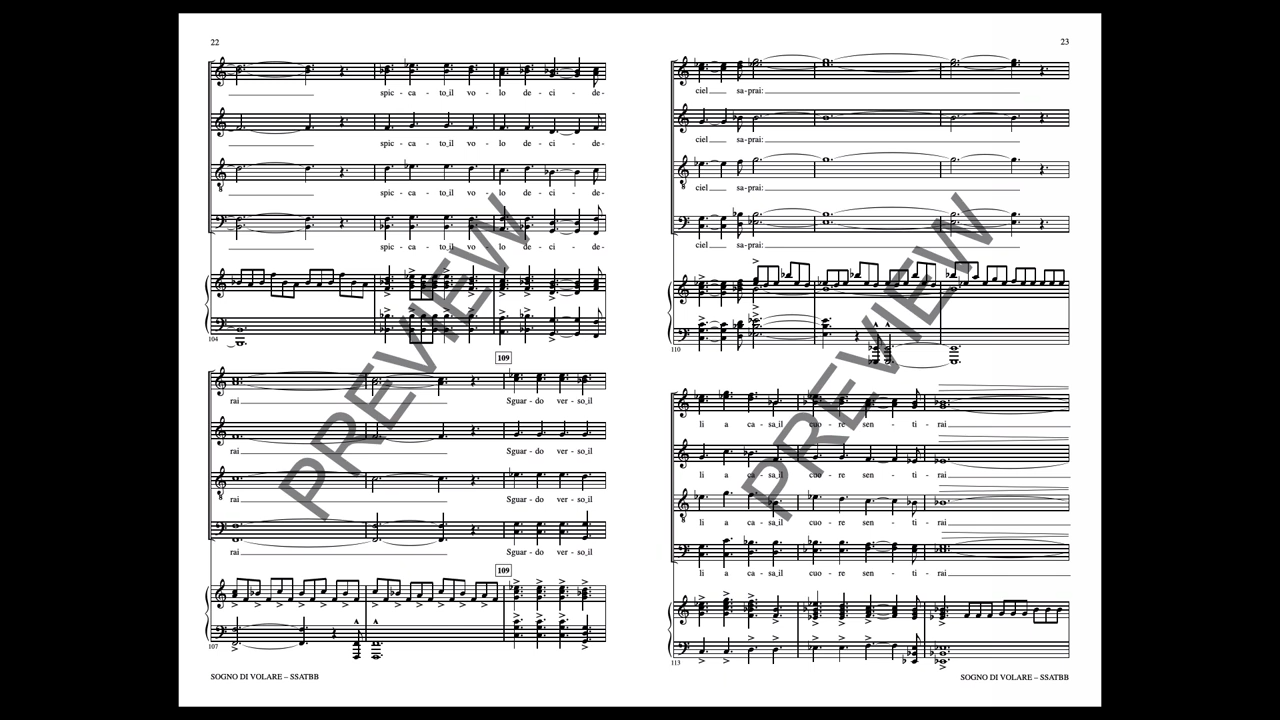 22
spic - ca - to_il vo - lo de - ci - de-
spic - ca - to_il vo - lo de - ci - de-
spic - ca - to_il vo - lo de - ci - de-
spic - ca - to_il vo - lo de - ci - de-
104
109
rai Sguar - do ver - so_il
rai Sguar - do ver - so_il
rai Sguar - do ver - so_il
rai Sguar - do ver - so_il
109
107
SOGNO DI VOLARE – SSATBB
PREVIEW
23
ciel sa-prai:
ciel sa-prai:
ciel sa-prai:
ciel sa-prai:
110
li a ca - sa_il cuo - re sen - ti - rai
li a ca - sa_il cuo - re sen - ti - rai
li a ca - sa_il cuo - re sen - ti - rai
li a ca - sa_il cuo - re sen - ti - rai
113
SOGNO DI VOLARE – SSATBB
PREVIEW